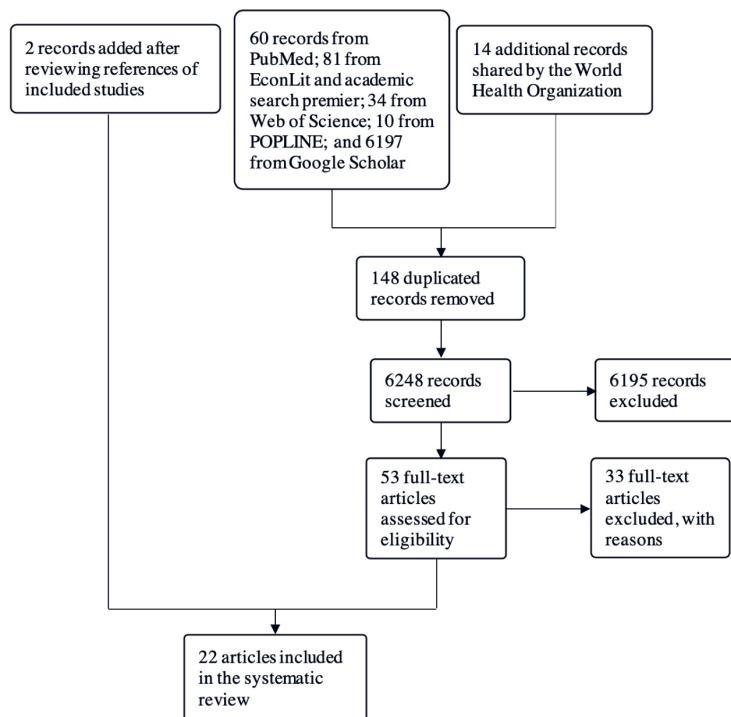 2 records added after
reviewing references of
included studies
60 records from
PubMed; 81 from
EconLit and academic
search premier; 34 from
Web of Science; 10 from
POPLINE; and 6197
from Google Scholar
14 additional records
shared by the World
Health Organization
148 duplicated
records removed
6248 records
screened
6195 records
excluded
53 full-text
articles
assessed for
eligibility
33 full-text
articles
excluded, with
reasons
22 articles included
in the systematic
review